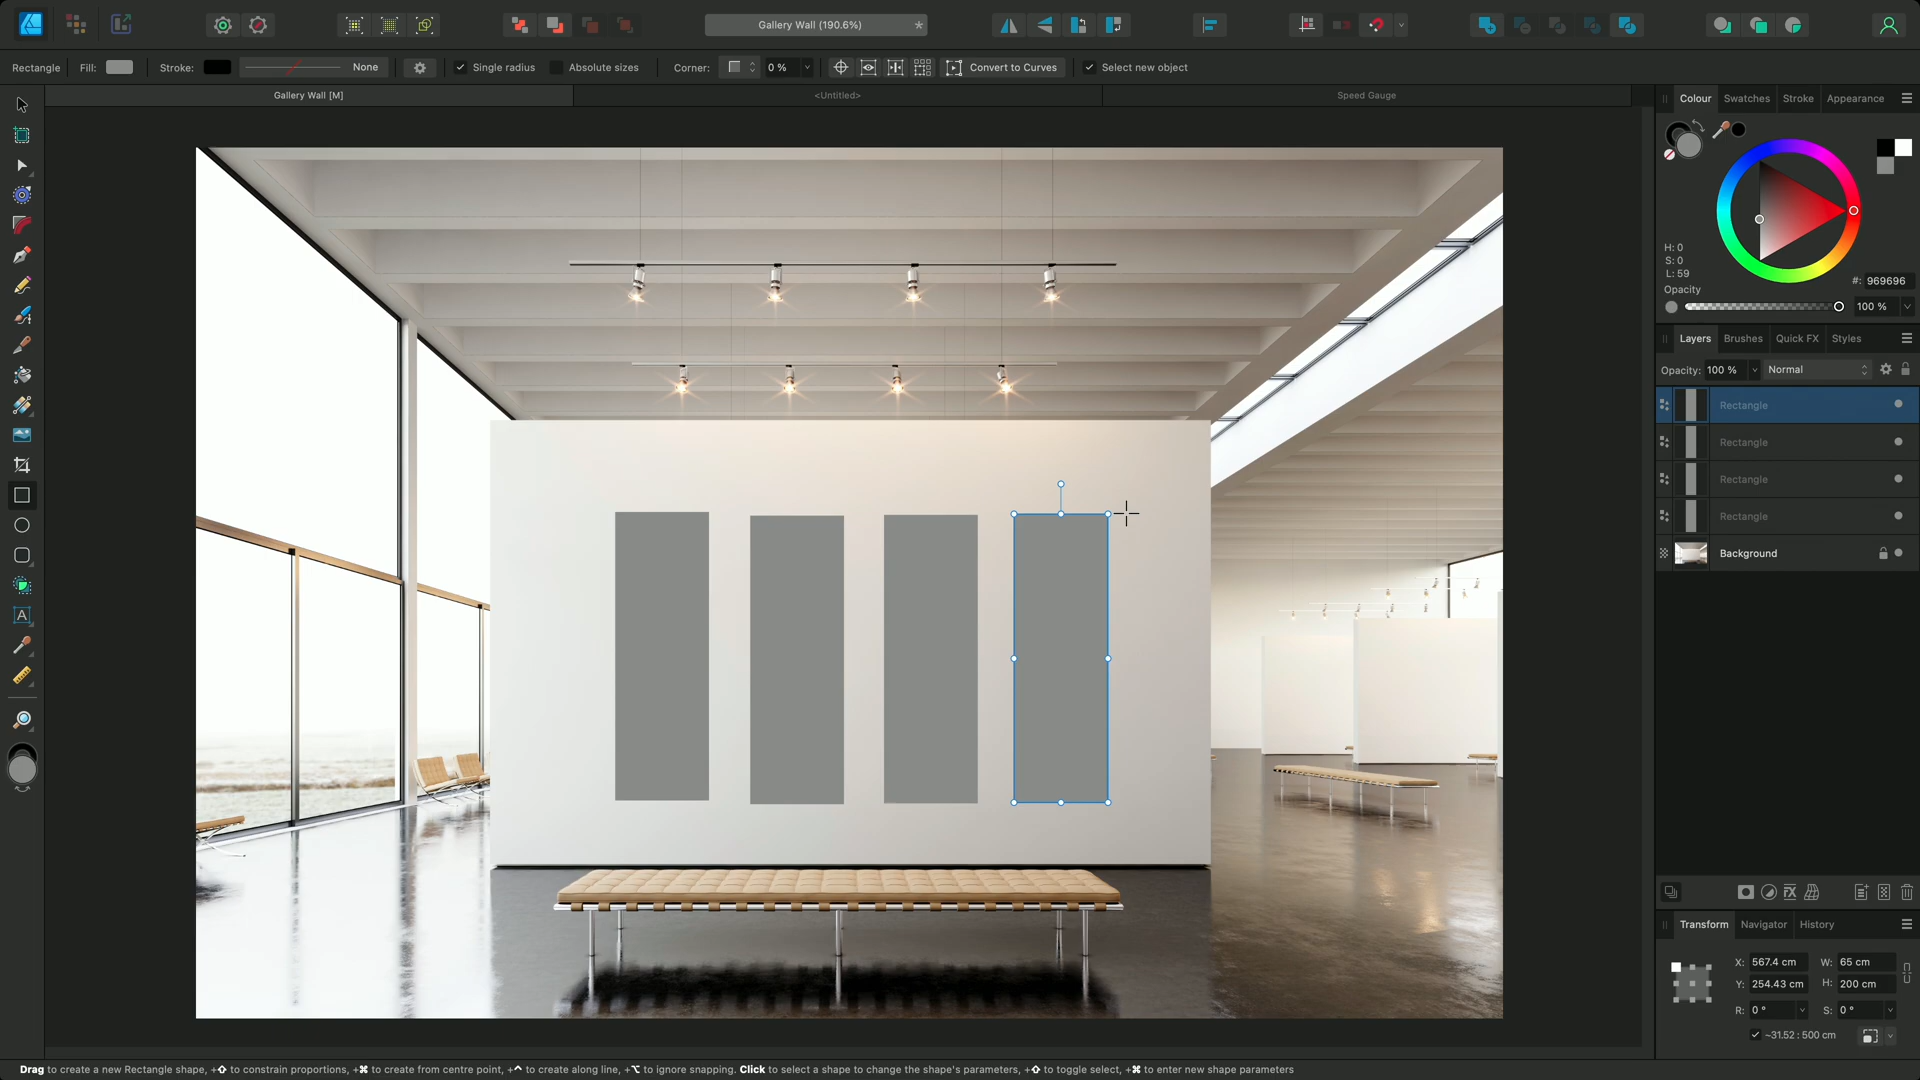 Gallery Wall (190.6%)
*
Rectangle
Fill:
Stroke:
None
Single radius
Absolute sizes
Corner:
0 %
Convert to Curves
Select new object
Gallery Wall [M]
<Untitled>
Speed Gauge
Colour
Swatches
Stroke
Appearance
H: 0
S: 0
L: 59
#: 969696
Opacity
100 %
Layers
Brushes
Quick FX
Styles
Opacity: 100 %
Normal
Rectangle
Rectangle
Rectangle
Rectangle
Background
Transform
Navigator
History
X: 567.4 cm
W: 65 cm
Y: 254.43 cm
H: 200 cm
R: 0 °
S: 0 °
~31.52 : 500 cm
Drag to create a new Rectangle shape, +⇧ to constrain proportions, +⌘ to create from centre point, +^ to create along line, +⌥ to ignore snapping. Click to select a shape to change the shape's parameters, +⇧ to toggle select, +⌘ to enter new shape parameters